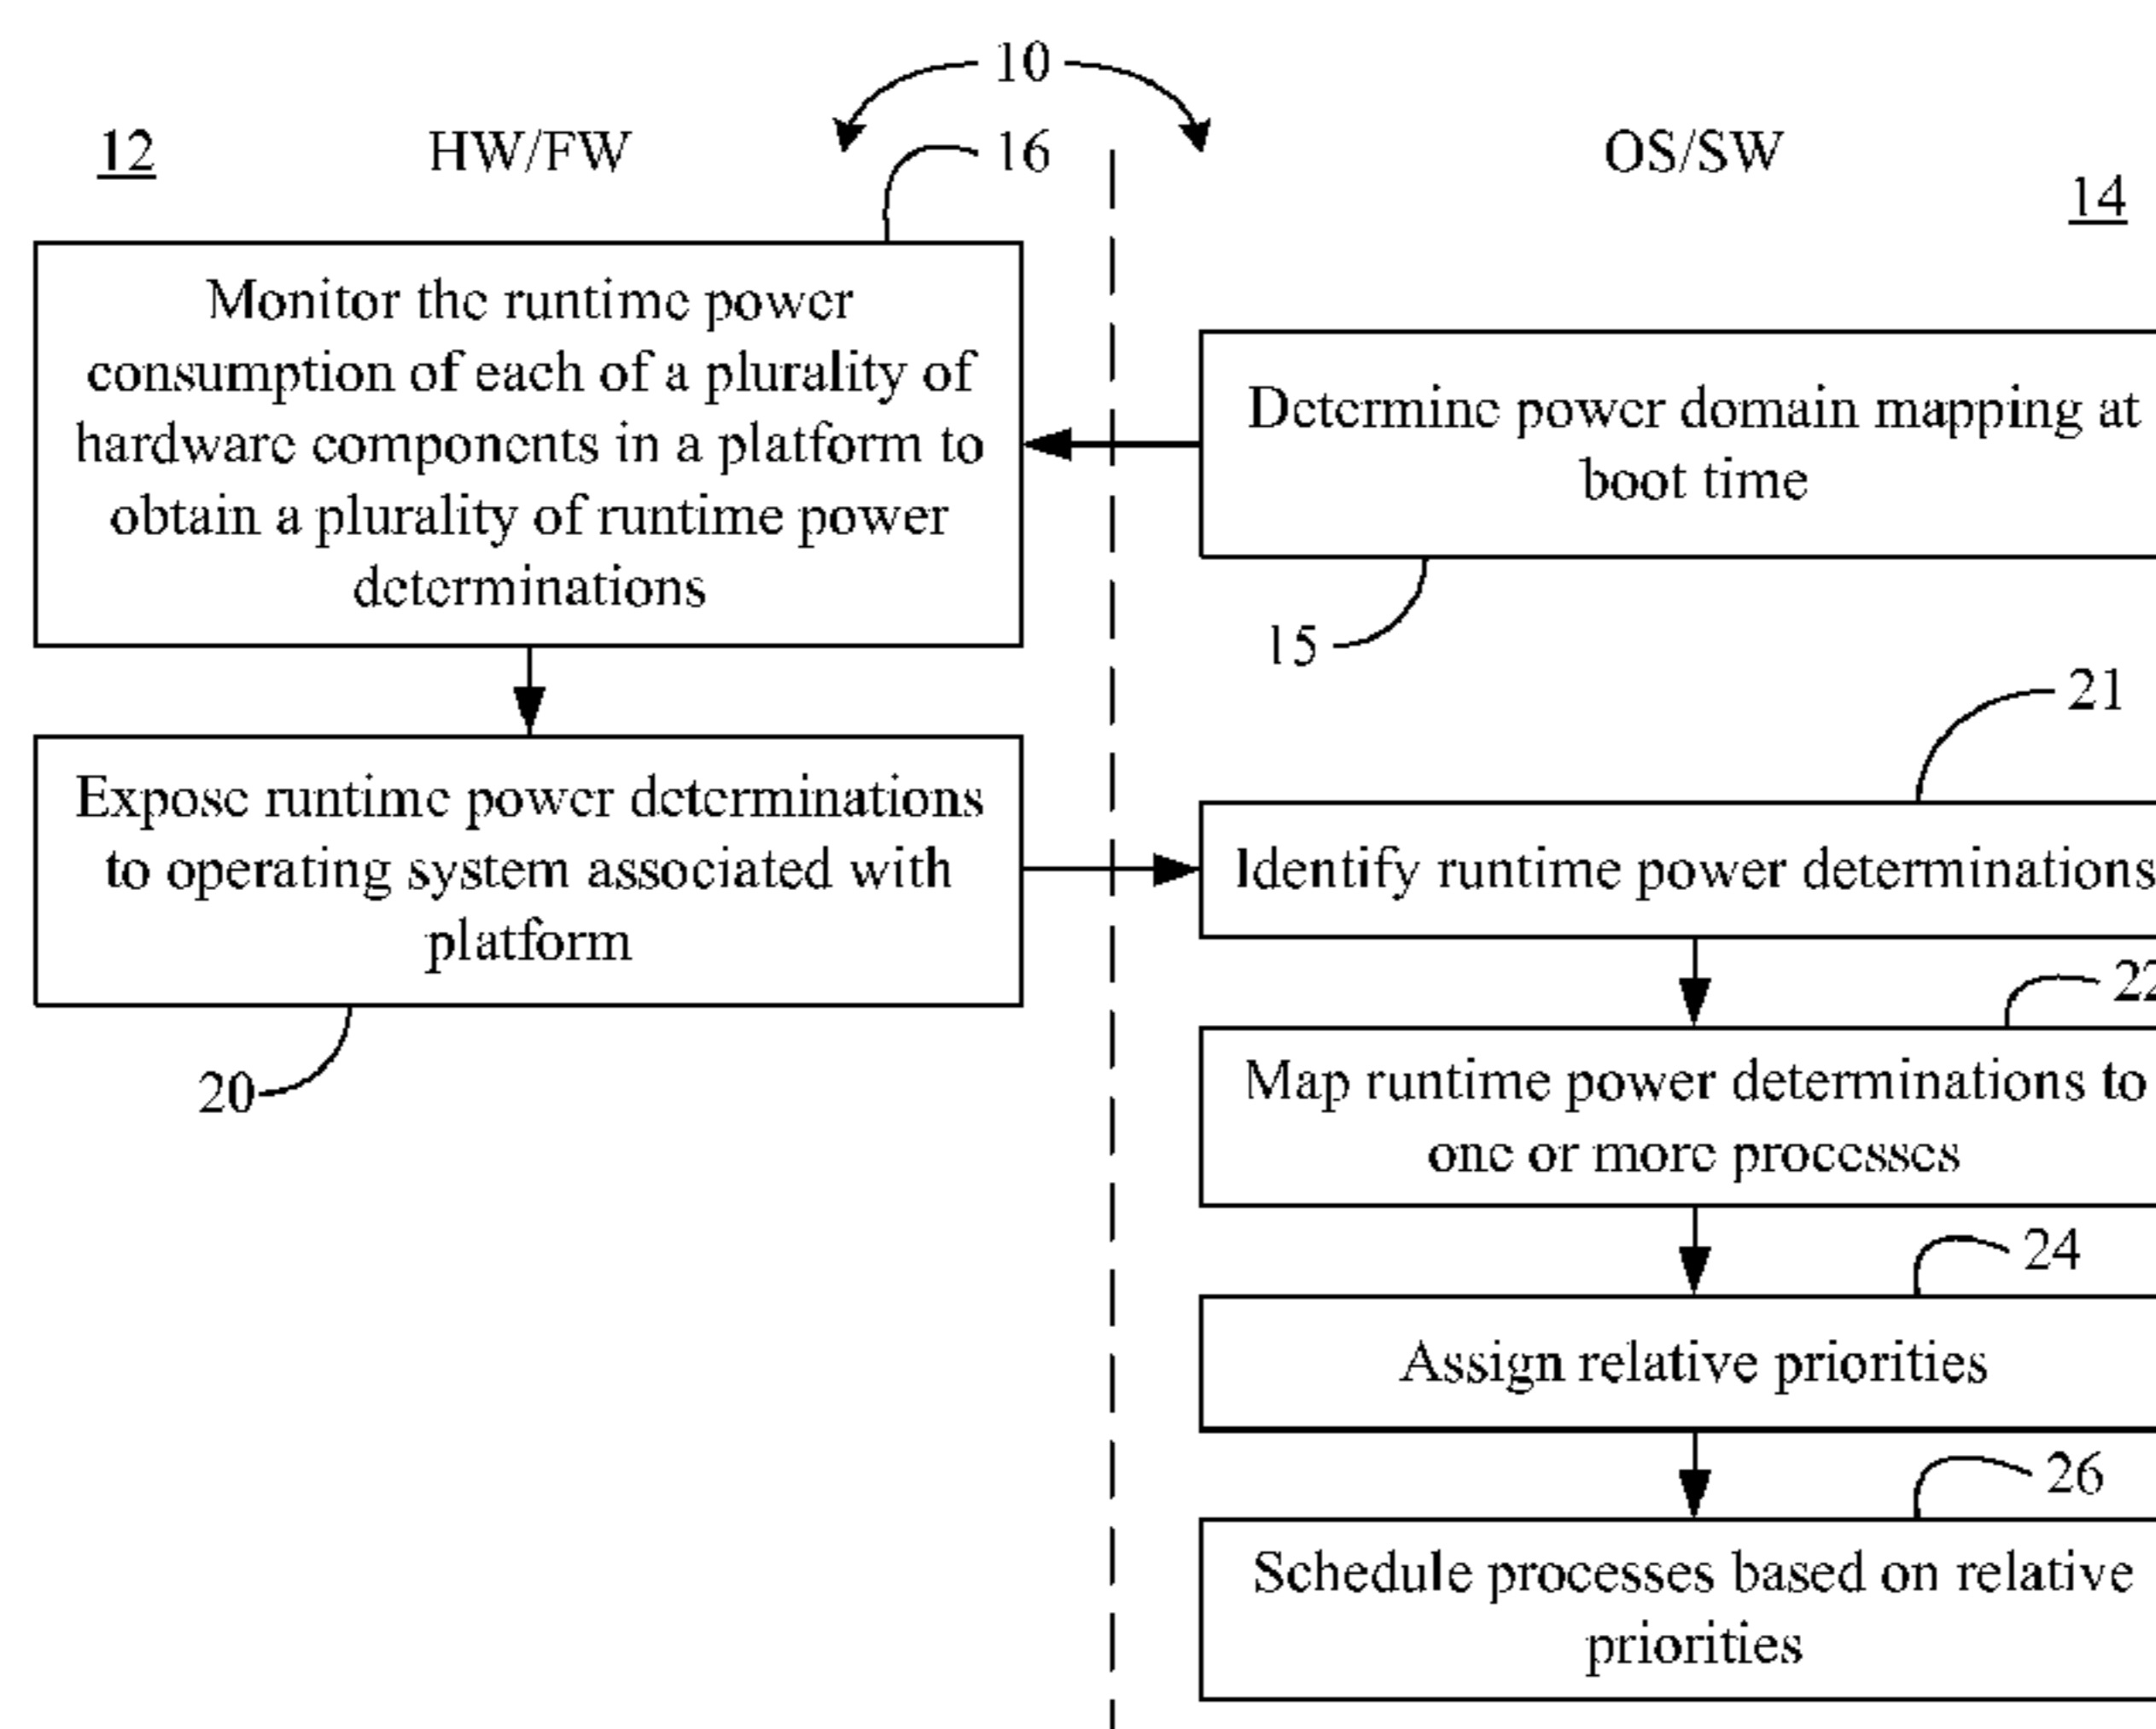 10
12
HW/FW
16
OS/SW
14
Monitor the runtime power
consumption of each of a plurality of
hardware components in a platform to
obtain a plurality of runtime power
determinations
Determine power domain mapping at
boot time
15
21
Expose runtime power determinations
to operating system associated with
platform
20
Identify runtime power determinations
22
Map runtime power determinations to
one or more processes
24
Assign relative priorities
26
Schedule processes based on relative
priorities